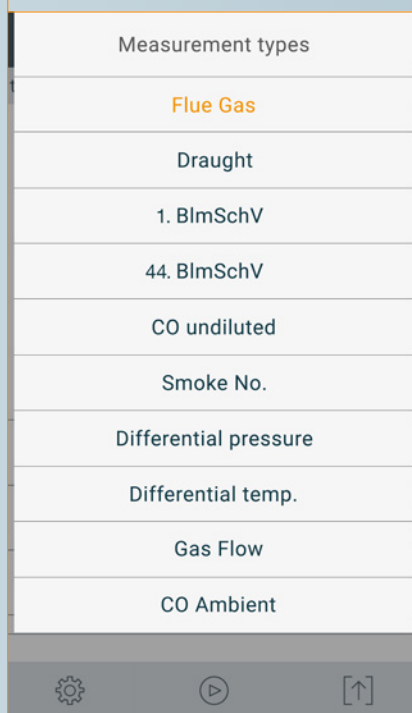 Measurement types
Flue Gas
Draught
1. BlmSchV
44. BlmSchV
CO undiluted
Smoke No.
Differential pressure
Differential temp.
Gas Flow
CO Ambient